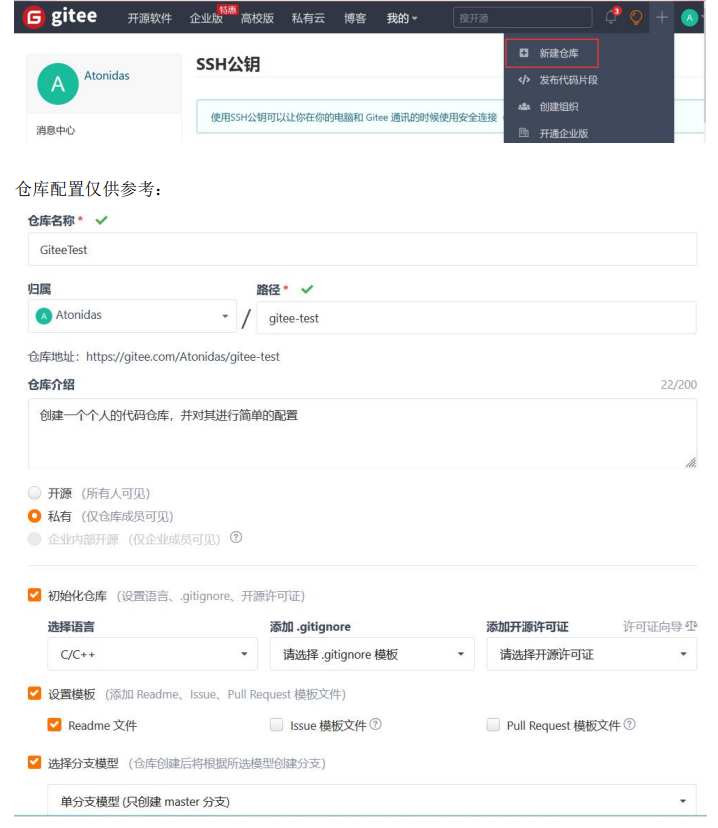 gitee 开源软件 企业版 特惠 高校版 私有云 博客 我的 搜开源 3 A
新建仓库
发布代码片段
创建组织
开通企业版
A Atonidas
消息中心
SSH公钥
使用SSH公钥可以让你在你的电脑和 Gitee 通讯的时候使用安全连接
仓库配置仅供参考：
仓库名称 *
GiteeTest
归属 路径 *
A Atonidas / gitee-test
仓库地址：https://gitee.com/Atonidas/gitee-test
仓库介绍 22/200
创建一个个人的代码仓库，并对其进行简单的配置
开源 (所有人可见)
私有 (仅仓库成员可见)
企业内部开源 (仅企业成员可见) ?
初始化仓库 (设置语言、.gitignore、开源许可证)
选择语言 添加 .gitignore 添加开源许可证 许可证向导
C/C++ 请选择 .gitignore 模板 请选择开源许可证
设置模板 (添加 Readme、Issue、Pull Request 模板文件)
Readme 文件 Issue 模板文件 ? Pull Request 模板文件 ?
选择分支模型 (仓库创建后将根据所选模型创建分支)
单分支模型 (只创建 master 分支)